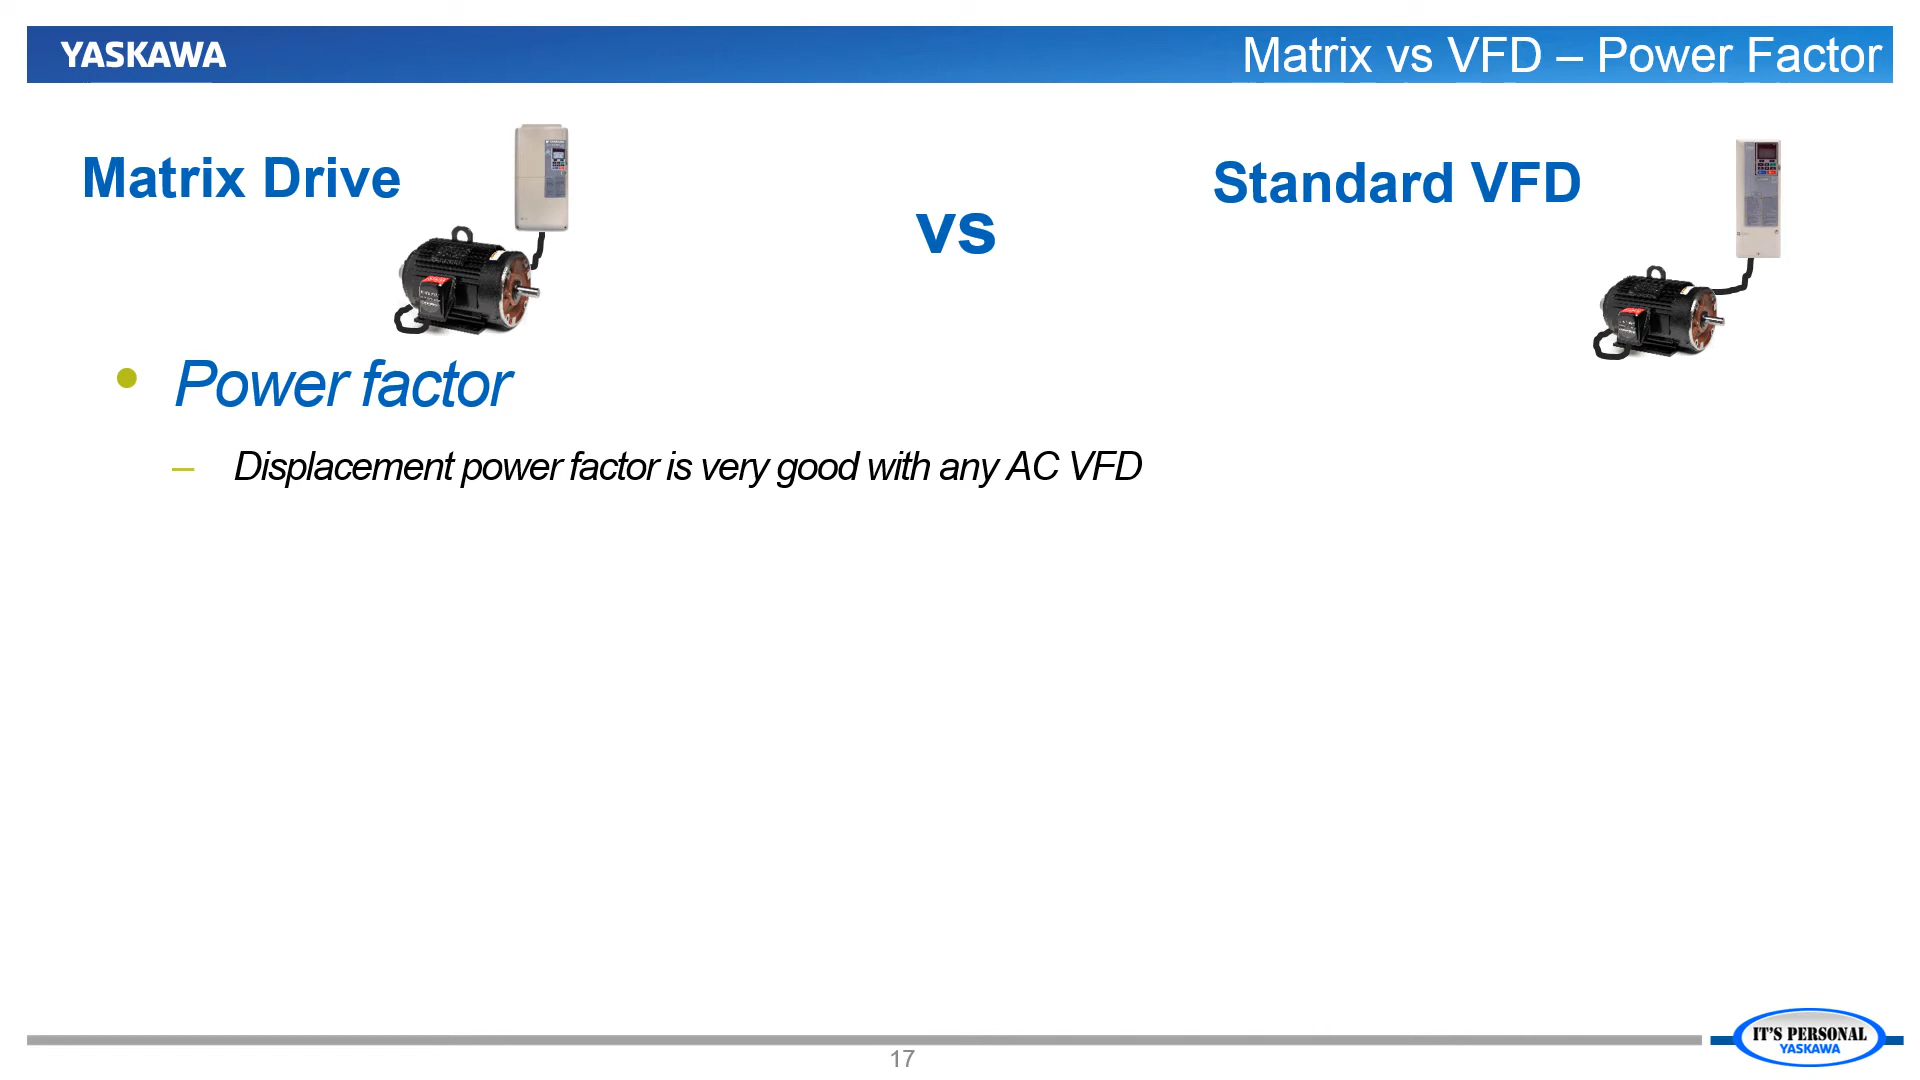 YASKAWA
Matrix vs VFD – Power Factor
Matrix Drive
vs
Standard VFD
• Power factor
– Displacement power factor is very good with any AC VFD
17
IT'S PERSONAL
YASKAWA